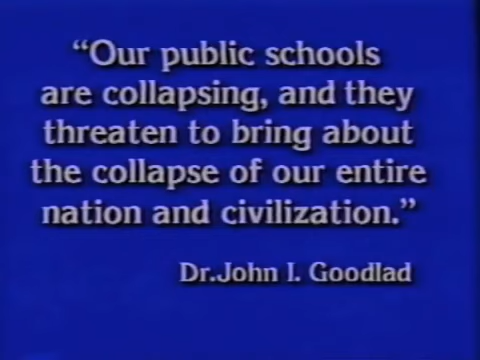 “Our public schools
are collapsing, and they
threaten to bring about
the collapse of our entire
nation and civilization.”
Dr.John I. Goodlad